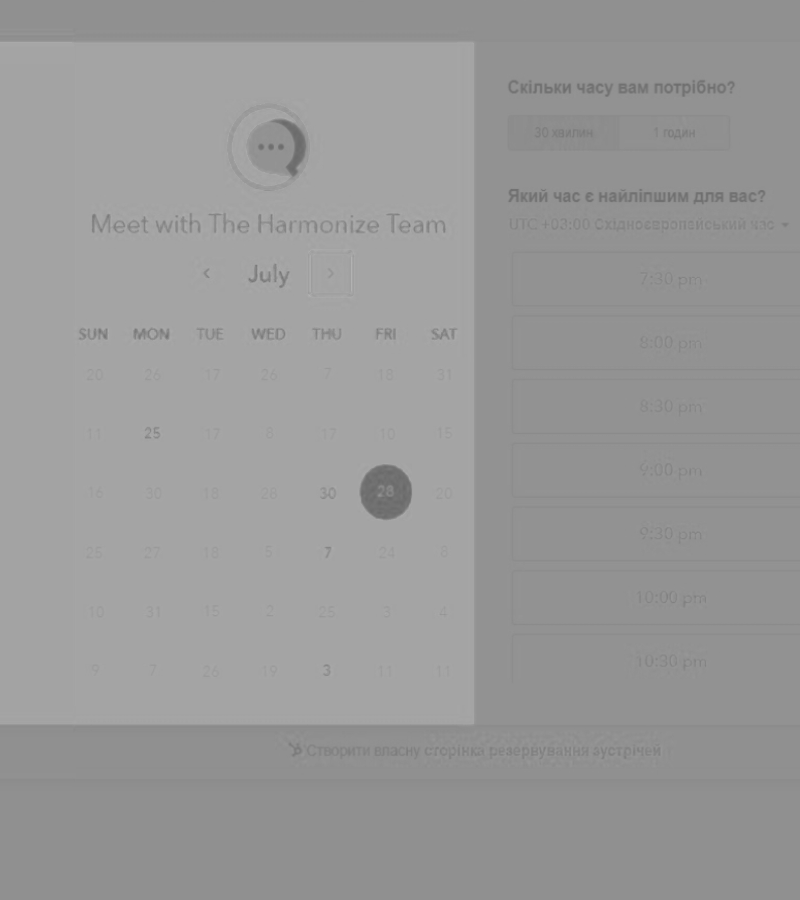 Meet with The Harmonize Team
July
SUN MON TUE WED THU FRI SAT
20 26 17 26 7 18 31
11 25 17 8 17 10 15
16 30 18 28 30 28 20
25 27 18 5 7 24 8
10 31 15 2 25 3 4
9 7 26 19 3 11 11
Скільки часу вам потрібно?
30 хвилин 1 годин
Який час є найліпшим для вас?
UTC +03:00 Східноєвропейський час
7:30 pm
8:00 pm
8:30 pm
9:00 pm
9:30 pm
10:00 pm
10:30 pm
Створити власну сторінка резервування зустрічей